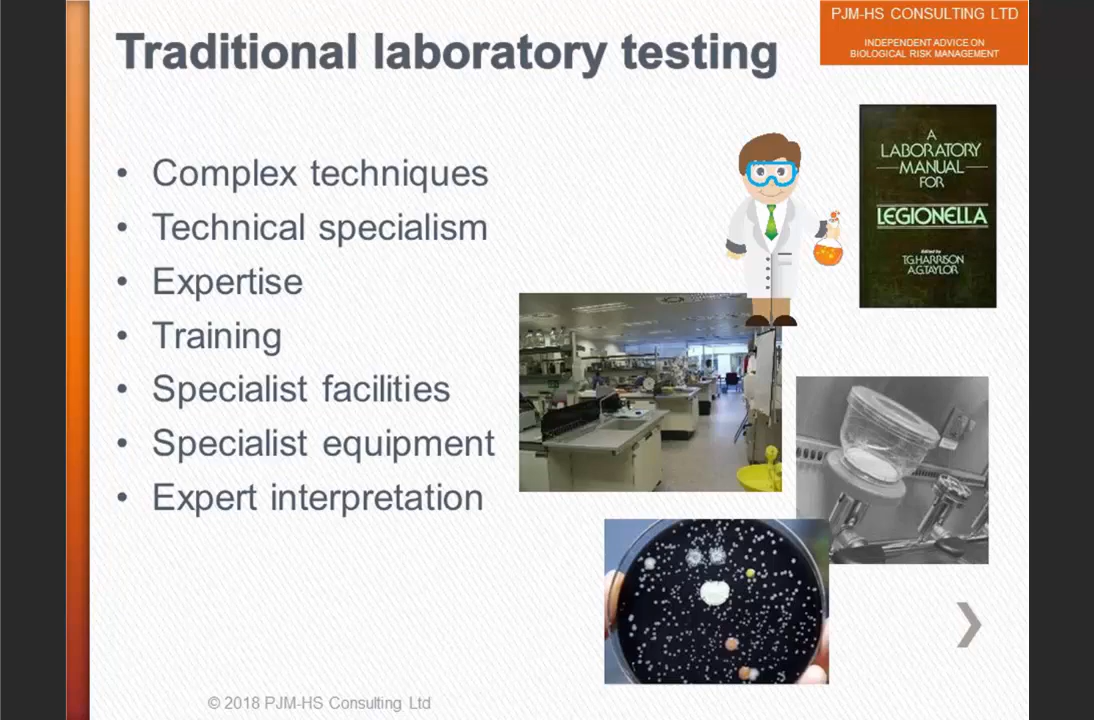 PJM-HS CONSULTING LTD
INDEPENDENT ADVICE ON
BIOLOGICAL RISK MANAGEMENT
Traditional laboratory testing
• Complex techniques
• Technical specialism
• Expertise
• Training
• Specialist facilities
• Specialist equipment
• Expert interpretation
A
LABORATORY
MANUAL
FOR
LEGIONELLA
Edited by
T.G.HARRISON
A.G.TAYLOR
© 2018 PJM-HS Consulting Ltd